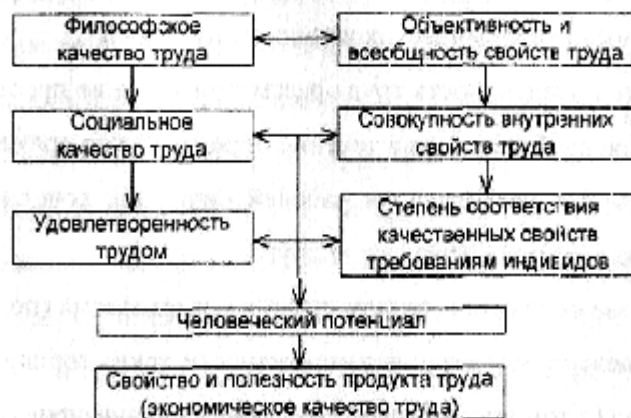 Философское
качество труда
Объективность и
всеобщность свойств труда
Социальное
качество труда
Совокупность внутренних
свойств труда
Удовлетворенность
трудом
Степень соответствия
качественных свойств
требованиям индивидов
Человеческий потенциал
Свойство и полезность продукта труда
(экономическое качество труда)